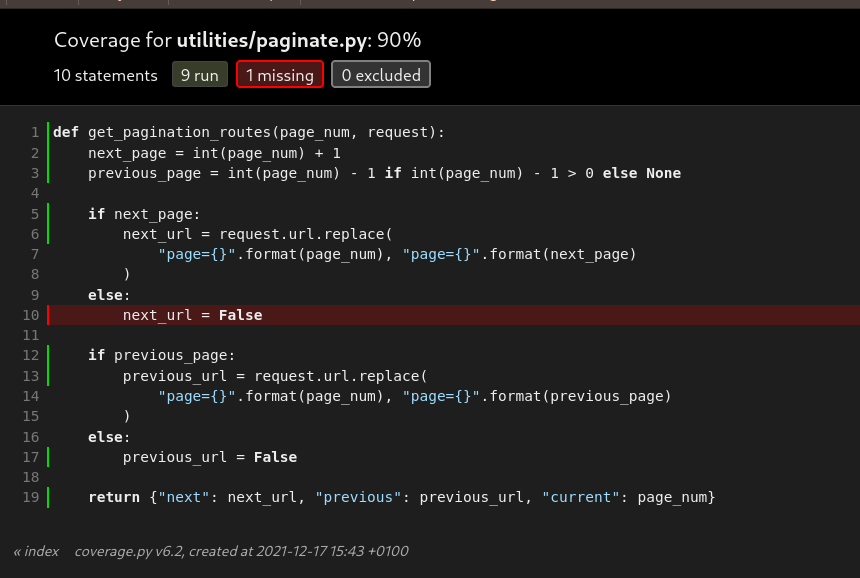 Coverage for utilities/paginate.py: 90%
10 statements 9 run 1 missing 0 excluded
1 def get_pagination_routes(page_num, request):
2     next_page = int(page_num) + 1
3     previous_page = int(page_num) - 1 if int(page_num) - 1 > 0 else None
4
5     if next_page:
6         next_url = request.url.replace(
7             "page={}".format(page_num), "page={}".format(next_page)
8         )
9     else:
10         next_url = False
11
12     if previous_page:
13         previous_url = request.url.replace(
14             "page={}".format(page_num), "page={}".format(previous_page)
15         )
16     else:
17         previous_url = False
18
19     return {"next": next_url, "previous": previous_url, "current": page_num}
« index coverage.py v6.2, created at 2021-12-17 15:43 +0100